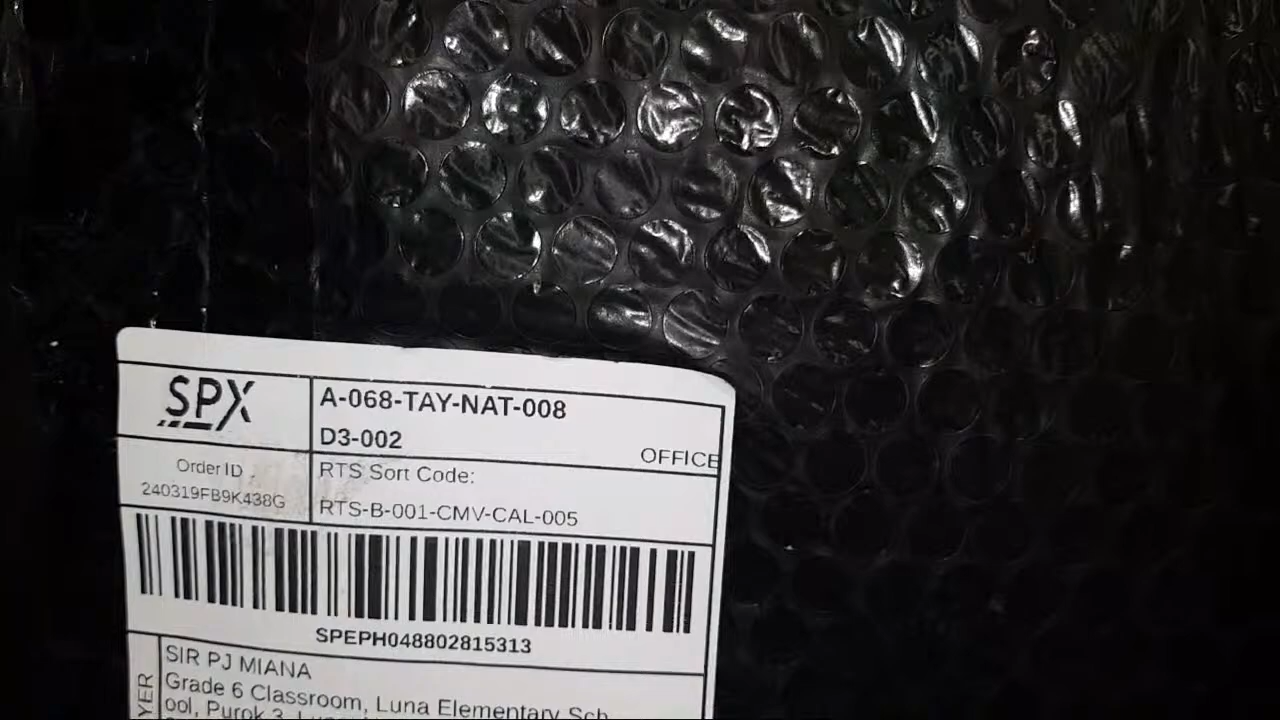 SPX
A-068-TAY-NAT-008
D3-002
OFFICE
Order ID
240319FB9K438G
RTS Sort Code:
RTS-B-001-CMV-CAL-005
SPEPH048802815313
SIR PJ MIANA
Grade 6 Classroom, Luna Elementary Sch
ool, Purok 3,
YER